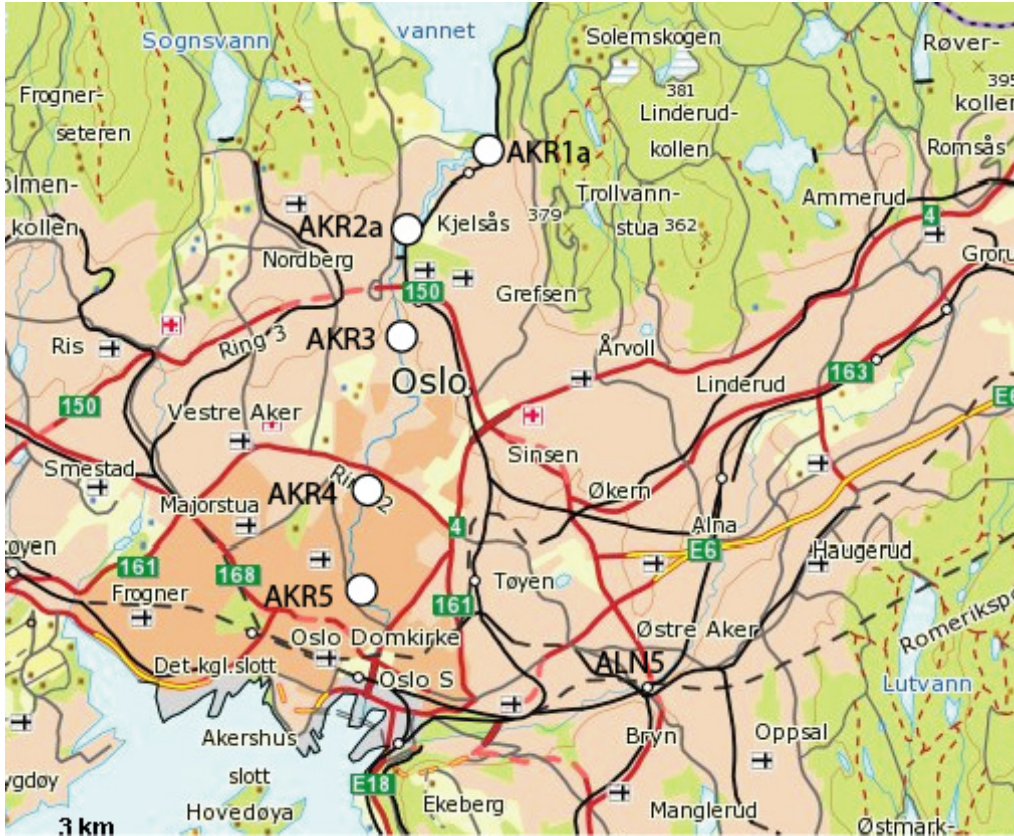 Sognsvann
vannet
Solemskogen
Røver-
kollen
395
Frogner-
seteren
381
Linderud-
kollen
Romsås
AKR1a
olmen-
kollen
Trollvann-
stua 362
379
Ammerud
4
AKR2a
Kjelsås
Nordberg
Groru
150
Grefsen
Ring 3
AKR3
Ris
Årvoll
Oslo
Linderud
163
150
E6
Vestre Aker
Sinsen
Smestad
AKR4
Ring 2
Økern
Majorstua
4
Alna
E6
Haugerud
køyen
161
168
Tøyen
Frogner
AKR5
161
Romerikspo
Oslo Domkirke
Østre Aker
Det kgl.slott
Oslo S
ALN5
Lutvann
Akershus
slott
Bryn
Oppsal
E18
ygdøy
Hovedøya
Ekeberg
Manglerud
Østmark-
3 km